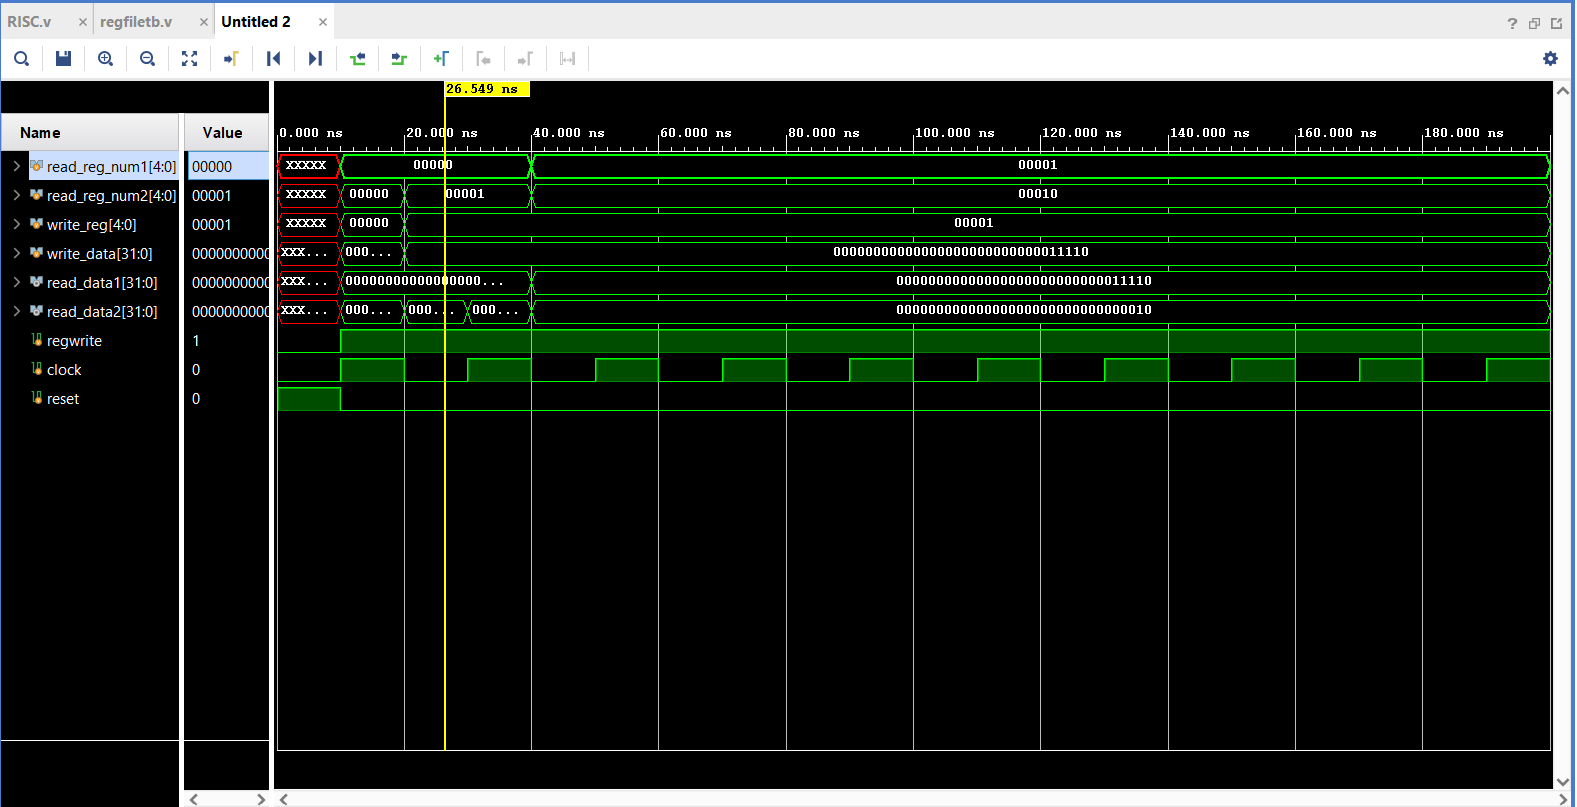 RISC.v × regfiletb.v × Untitled 2 ×
?
26.549 ns
Name Value
0.000 ns 20.000 ns 40.000 ns 60.000 ns 80.000 ns 100.000 ns 120.000 ns 140.000 ns 160.000 ns 180.000 ns
read_reg_num1[4:0] 00000 XXXXX 00000 00001
read_reg_num2[4:0] 00001 XXXXX 00000 00001 00010
write_reg[4:0] 00001 XXXXX 00000 00001
write_data[31:0] 0000000000 XXX... 000... 00000000000000000000000000011110
read_data1[31:0] 0000000000 XXX... 00000000000000000... 00000000000000000000000000011110
read_data2[31:0] 0000000000 XXX... 000... 000... 000... 00000000000000000000000000000010
regwrite 1
clock 0
reset 0